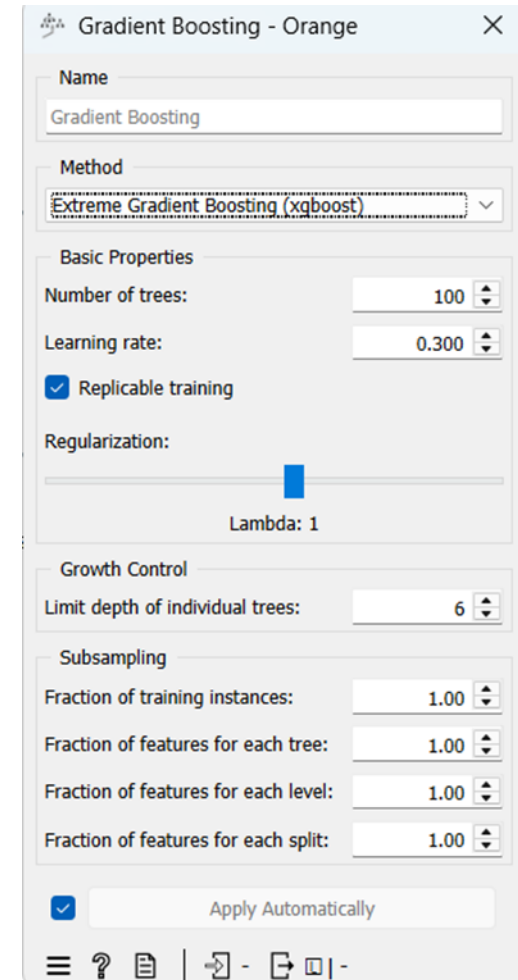 Gradient Boosting - Orange
Name
Gradient Boosting
Method
Extreme Gradient Boosting (xgboost)
Basic Properties
Number of trees: 100
Learning rate: 0.300
Replicable training
Regularization:
Lambda: 1
Growth Control
Limit depth of individual trees: 6
Subsampling
Fraction of training instances: 1.00
Fraction of features for each tree: 1.00
Fraction of features for each level: 1.00
Fraction of features for each split: 1.00
Apply Automatically
? | - L | -